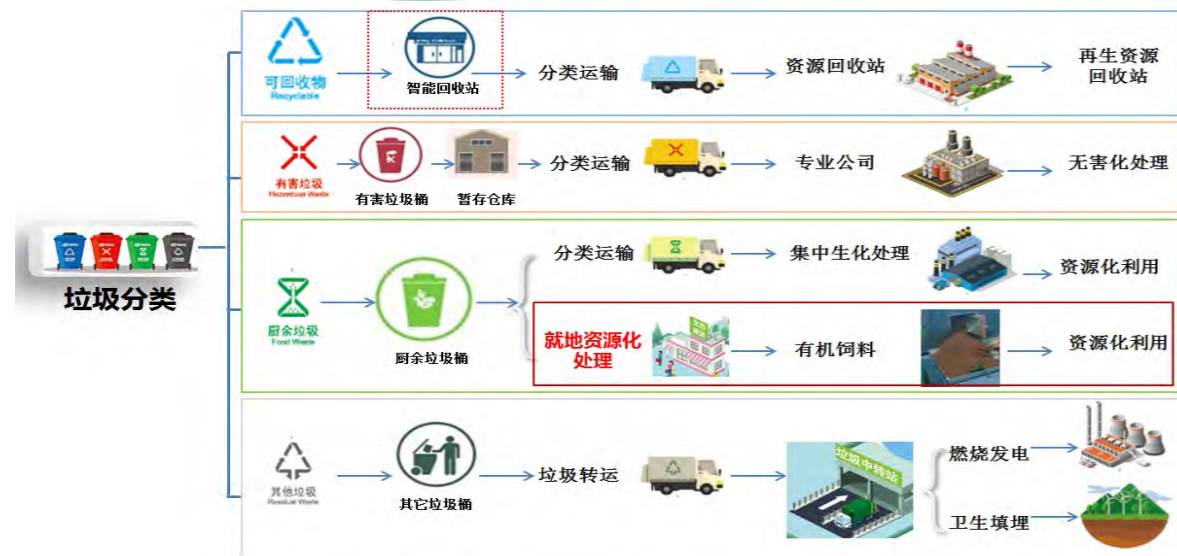 可回收物
Recyclable
智能回收站
分类运输
资源回收站
再生资源
回收站
有害垃圾
Hazardous Waste
有害垃圾桶
暂存仓库
分类运输
专业公司
无害化处理
垃圾分类
厨余垃圾
Food Waste
厨余垃圾桶
分类运输
集中生化处理
资源化利用
就地资源化
处理
有机饲料
资源化利用
其他垃圾
Residual Waste
其它垃圾桶
垃圾转运
垃圾中转站
燃烧发电
卫生填埋